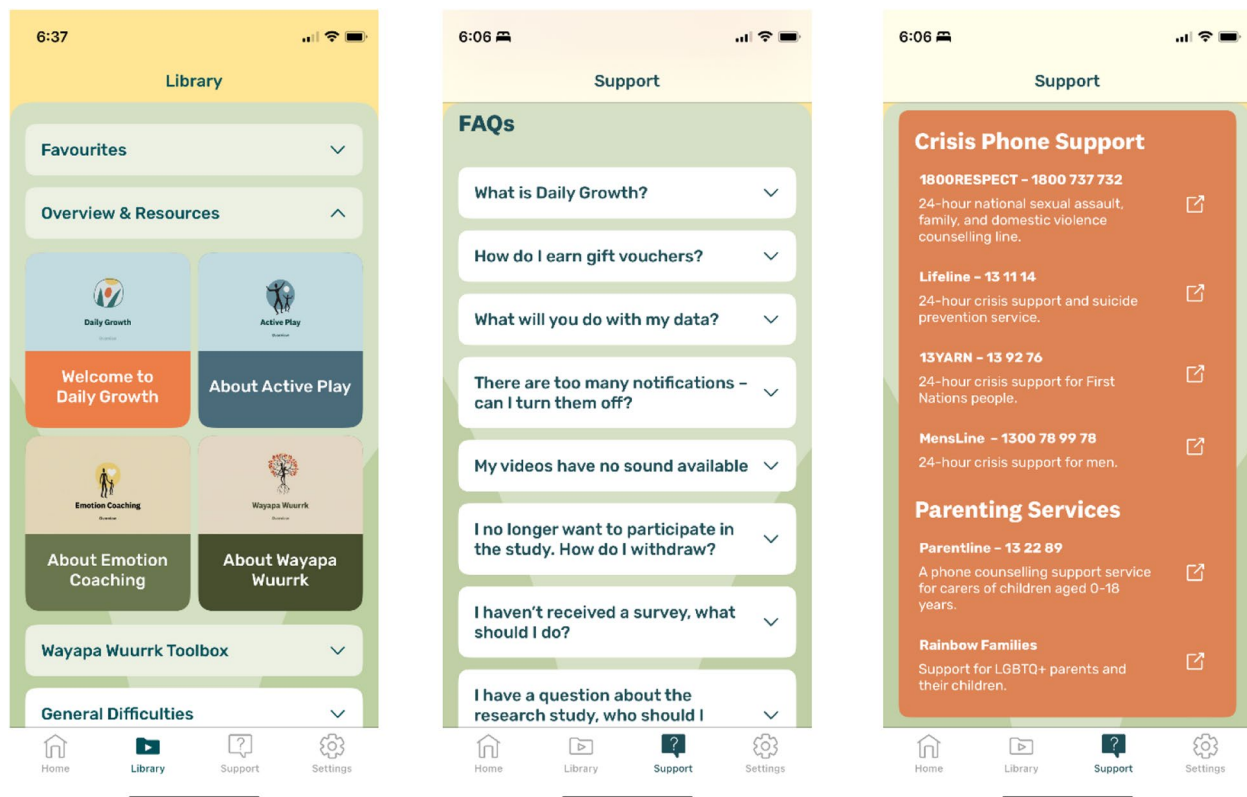 6:37
Library
Favourites
Overview & Resources
Daily Growth
Active Play
Welcome to
Daily Growth
About Active Play
Emotion Coaching
Wayapa Wuurrk
About Emotion
Coaching
About Wayapa
Wuurrk
Wayapa Wuurrk Toolbox
General Difficulties
Home
Library
Support
Settings
6:06
Support
FAQs
What is Daily Growth?
How do I earn gift vouchers?
What will you do with my data?
There are too many notifications –
can I turn them off?
My videos have no sound available
I no longer want to participate in
the study. How do I withdraw?
I haven't received a survey, what
should I do?
I have a question about the
research study, who should I
Home
Library
Support
Settings
6:06
Support
Crisis Phone Support
1800RESPECT – 1800 737 732
24-hour national sexual assault,
family, and domestic violence
counselling line.
Lifeline – 13 11 14
24-hour crisis support and suicide
prevention service.
13YARN – 13 92 76
24-hour crisis support for First
Nations people.
MensLine – 1300 78 99 78
24-hour crisis support for men.
Parenting Services
Parentline – 13 22 89
A phone counselling support service
for carers of children aged 0-18
years.
Rainbow Families
Support for LGBTQ+ parents and
their children.
Home
Library
Support
Settings